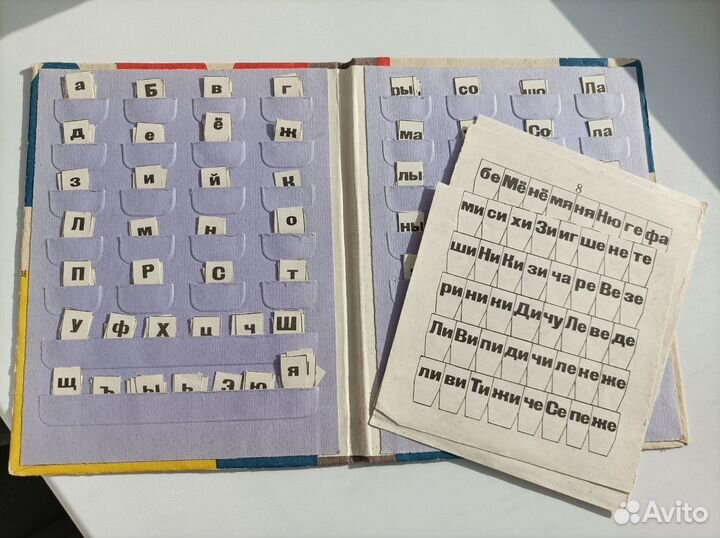 а Б в г
д е ё ж
з и й к
Л м н о
П Р С т
У ф Х ц ч Ш
щ ъ ы ь Э ю я
ры со шо Ла
ма Со ла
лы
ны
8
бе Мё нё мя ня Ню ге фа
ми си хи Зи иг ше не те
ши Ни Ки зи ча ре Ве зе
ри ни ки Ди чу Ле ве де
Ли Ви пи ди чи ле ке же
ли ви Ти жи че Се пе же
Avito